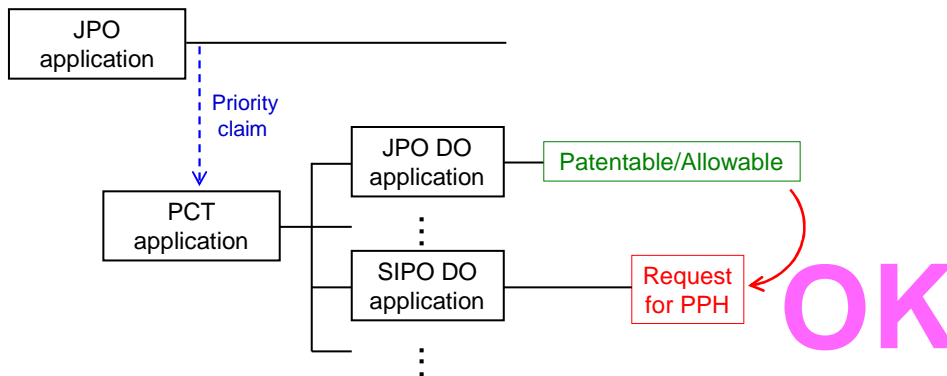 JPO
application
Priority
claim
JPO DO
application
Patentable/Allowable
PCT
application
⋮
SIPO DO
application
Request
for PPH
OK
⋮